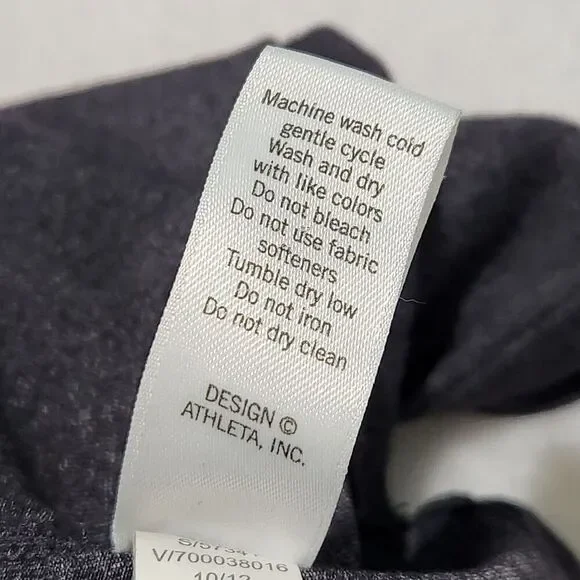 Machine wash cold
gentle cycle
Wash and dry
with like colors
Do not bleach
Do not use fabric
softeners
Tumble dry low
Do not iron
Do not dry clean
DESIGN ©
ATHLETA, INC.
V/700038016
10/12